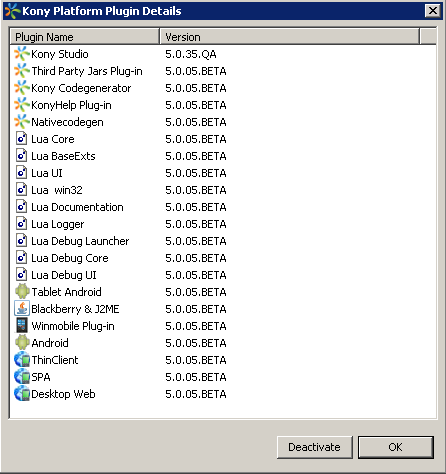 Kony Platform Plugin Details
Plugin Name Version
Kony Studio 5.0.35.QA
Third Party Jars Plug-in 5.0.05.BETA
Kony Codegenerator 5.0.05.BETA
KonyHelp Plug-in 5.0.05.BETA
Nativecodegen 5.0.05.BETA
Lua Core 5.0.05.BETA
Lua BaseExts 5.0.05.BETA
Lua UI 5.0.05.BETA
Lua win32 5.0.05.BETA
Lua Documentation 5.0.05.BETA
Lua Logger 5.0.05.BETA
Lua Debug Launcher 5.0.05.BETA
Lua Debug Core 5.0.05.BETA
Lua Debug UI 5.0.05.BETA
Tablet Android 5.0.05.BETA
Blackberry & J2ME 5.0.05.BETA
Winmobile Plug-in 5.0.05.BETA
Android 5.0.05.BETA
ThinClient 5.0.05.BETA
SPA 5.0.05.BETA
Desktop Web 5.0.05.BETA
Deactivate OK